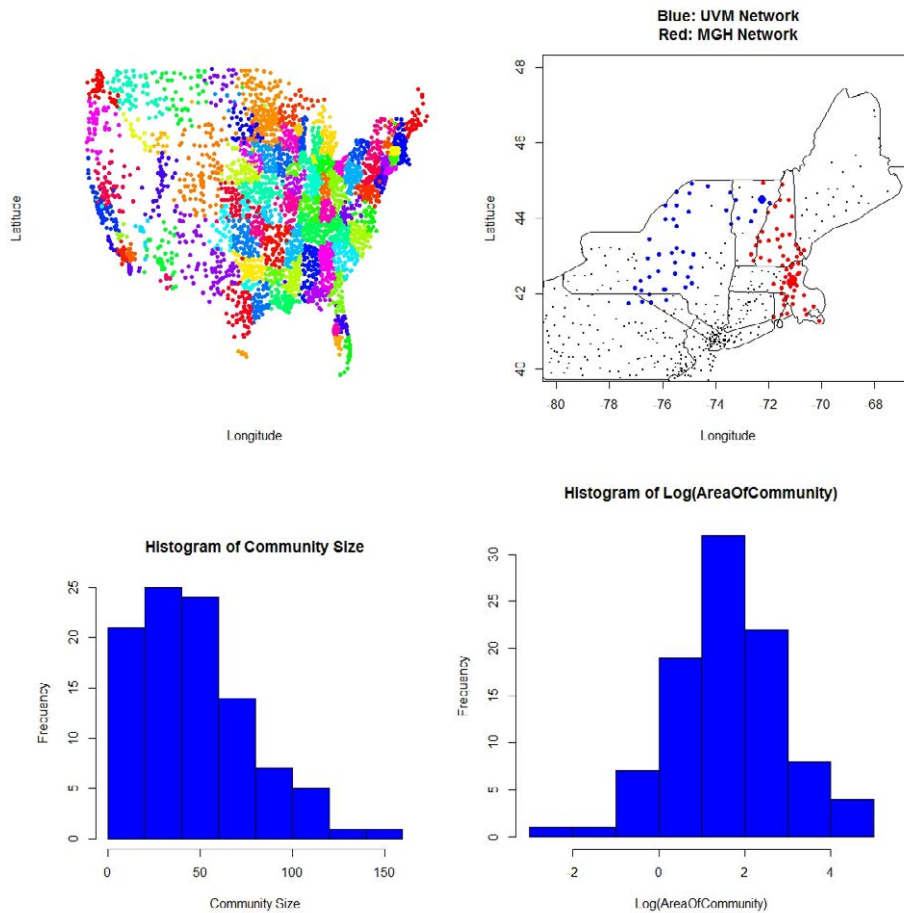 Latitude
Longitude
Blue: UVM Network
Red: MGH Network
48
46
44
42
40
Latitude
-80
-78
-76
-74
-72
-70
-68
Longitude
Histogram of Community Size
25
20
15
10
5
0
Frequency
0
50
100
150
Community Size
Histogram of Log(AreaOfCommunity)
30
25
20
15
10
5
0
Frequency
-2
0
2
4
Log(AreaOfCommunity)